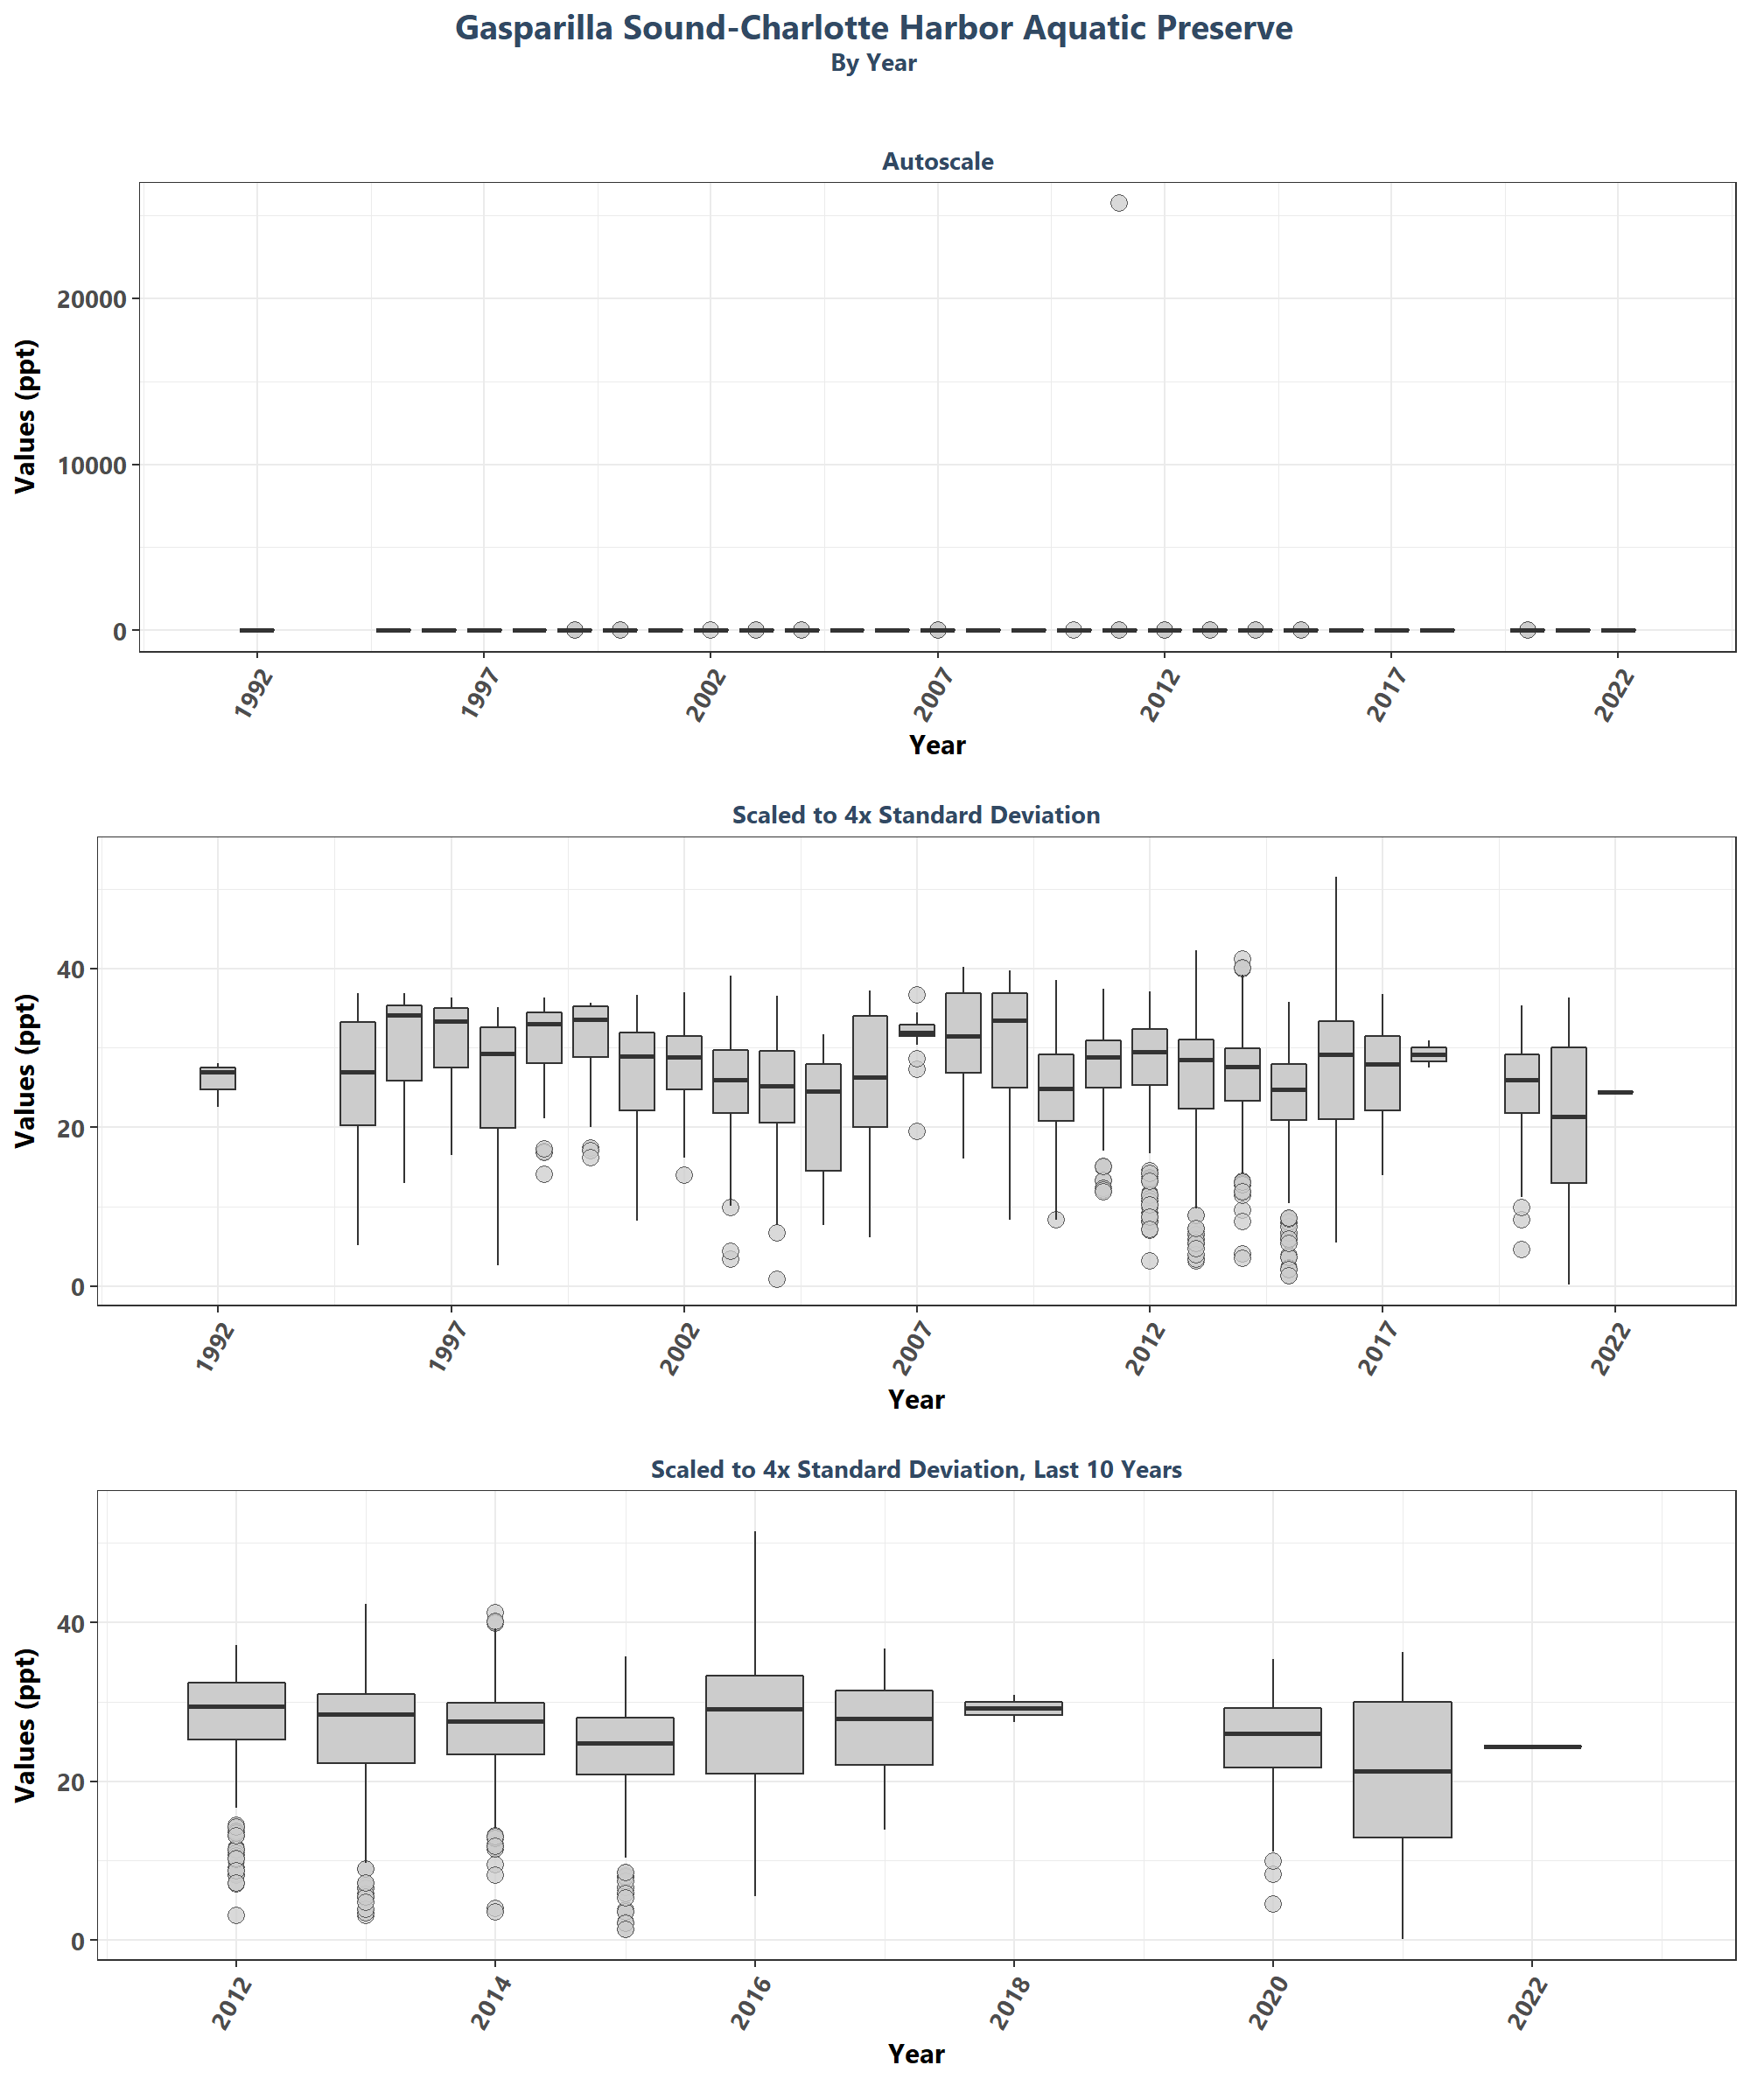 Gasparilla Sound-Charlotte Harbor Aquatic Preserve
By Year
Autoscale
Values (ppt)
20000
10000
0
1992
1997
2002
2007
2012
2017
2022
Year
Scaled to 4x Standard Deviation
Values (ppt)
40
20
0
1992
1997
2002
2007
2012
2017
2022
Year
Scaled to 4x Standard Deviation, Last 10 Years
Values (ppt)
40
20
0
2012
2014
2016
2018
2020
2022
Year